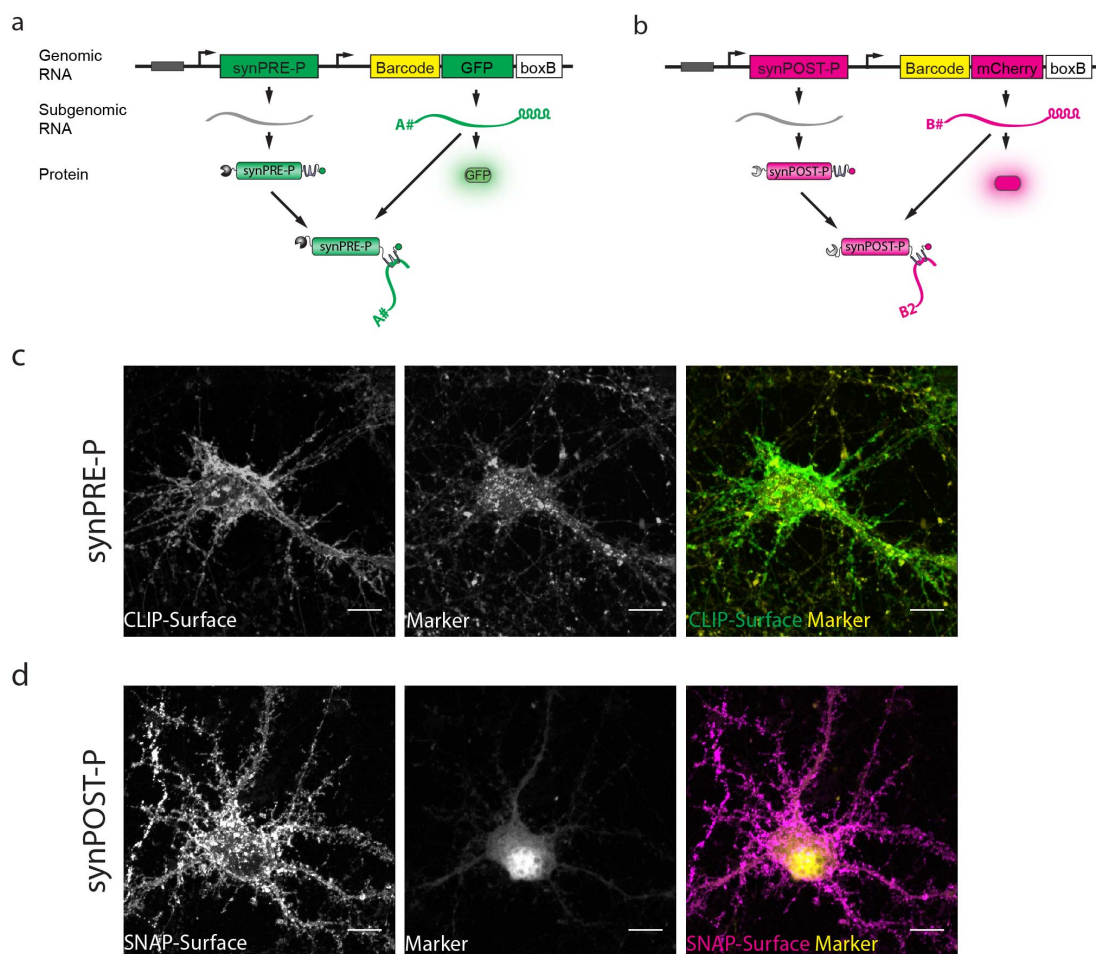 a
Genomic
RNA
synPRE-P
Barcode
GFP
boxB
Subgenomic
RNA
A#
Protein
synPRE-P
GFP
synPRE-P
A#
b
synPOST-P
Barcode
mCherry
boxB
B#
synPOST-P
synPOST-P
B2
c
synPRE-P
CLIP-Surface
Marker
CLIP-Surface Marker
d
synPOST-P
SNAP-Surface
Marker
SNAP-Surface Marker